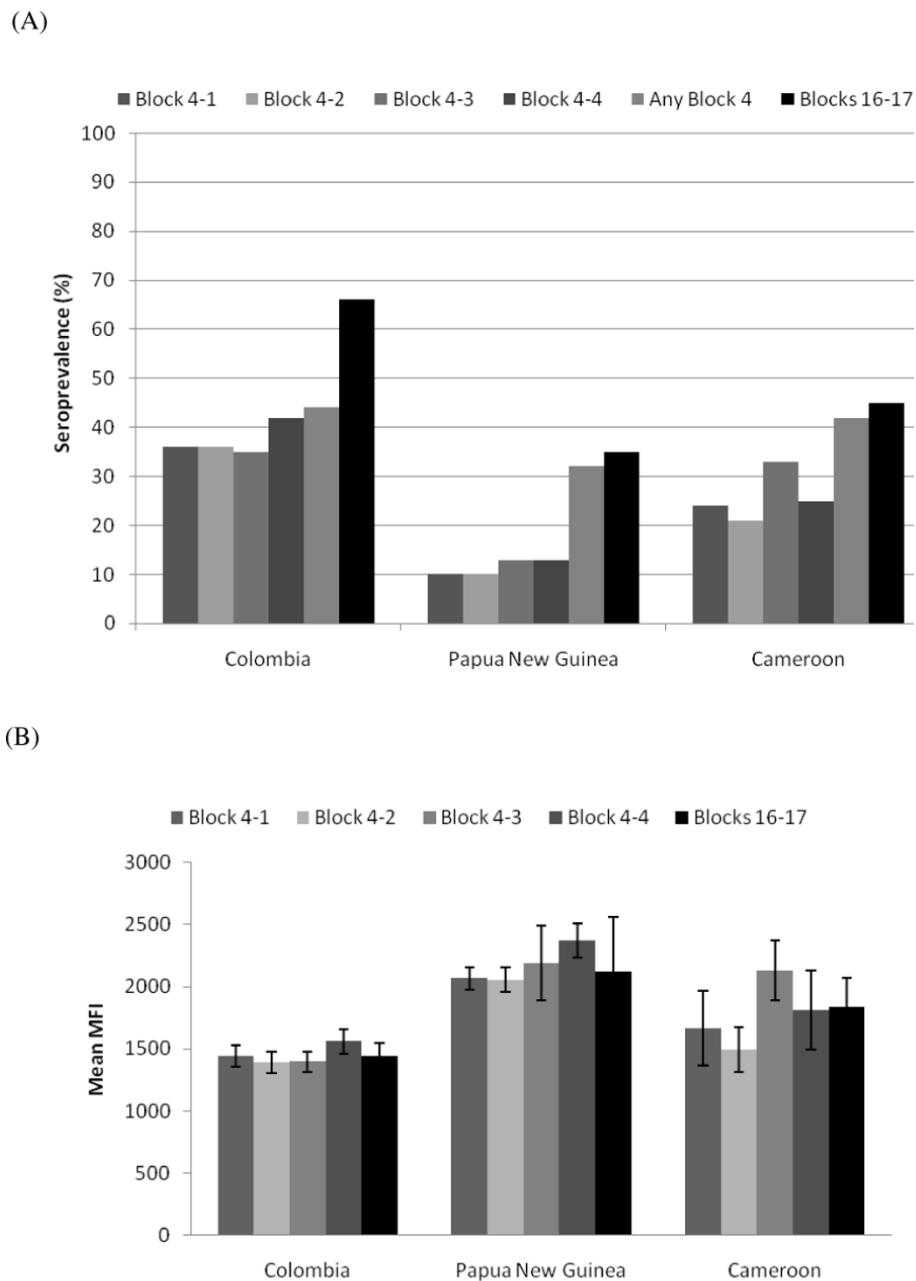 (A)
Block 4-1 Block 4-2 Block 4-3 Block 4-4 Any Block 4 Blocks 16-17
100
90
80
70
60
50
40
30
20
10
0
Seroprevalence (%)
Colombia Papua New Guinea Cameroon
(B)
Block 4-1 Block 4-2 Block 4-3 Block 4-4 Blocks 16-17
3000
2500
2000
1500
1000
500
0
Mean MFI
Colombia Papua New Guinea Cameroon